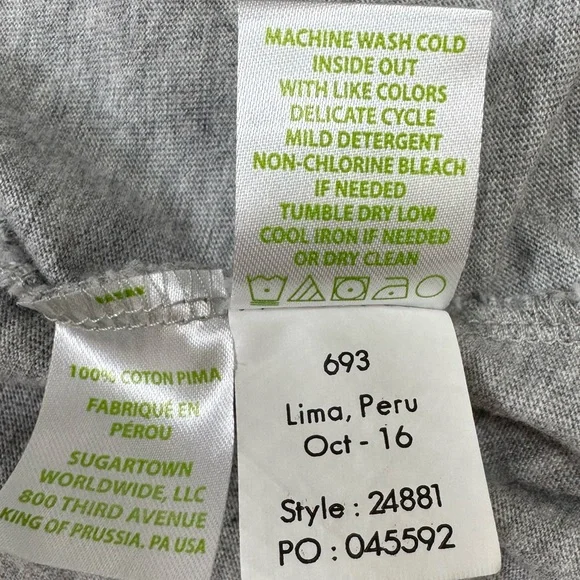 MACHINE WASH COLD
INSIDE OUT
WITH LIKE COLORS
DELICATE CYCLE
MILD DETERGENT
NON-CHLORINE BLEACH
IF NEEDED
TUMBLE DRY LOW
COOL IRON IF NEEDED
OR DRY CLEAN
100% COTON PIMA
FABRIQUÉ EN
PÉROU
SUGARTOWN
WORLDWIDE, LLC
800 THIRD AVENUE
KING OF PRUSSIA. PA USA
693
Lima, Peru
Oct - 16
Style : 24881
PO : 045592